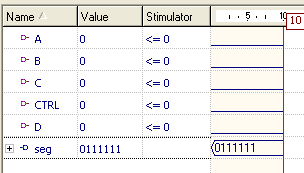 Name Value Stimulator 5 10 10
A 0 <= 0
B 0 <= 0
C 0 <= 0
CTRL 0 <= 0
D 0 <= 0
seg 0111111 0111111